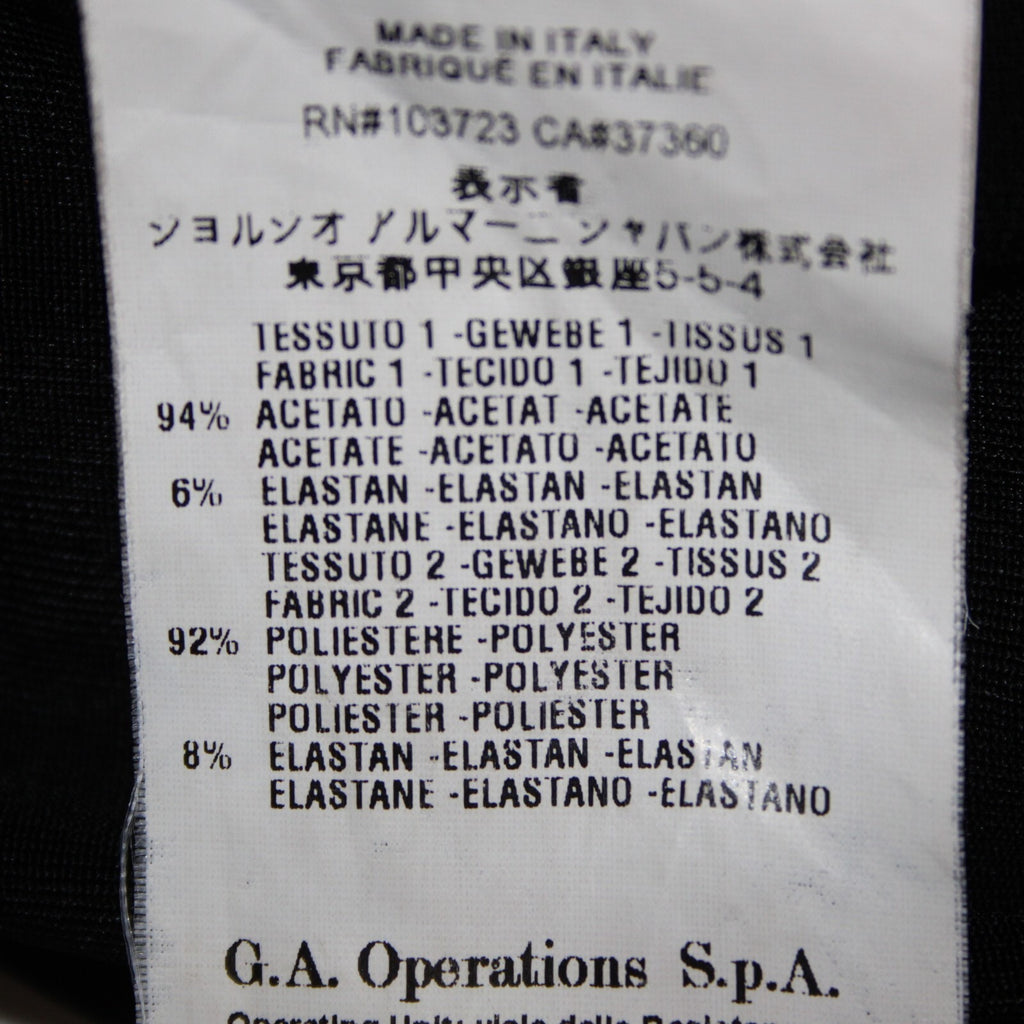 MADE IN ITALY
FABRIQUÉ EN ITALIE
RN#103723 CA#37360
表示者
ジョルジオ アルマーニ ジャパン株式会社
東京都中央区銀座5-5-4
TESSUTO 1 -GEWEBE 1 -TISSUS 1
FABRIC 1 -TECIDO 1 -TEJIDO 1
94% ACETATO -ACETAT -ACETATE
ACETATE -ACETATO -ACETATO
6% ELASTAN -ELASTAN -ELASTAN
ELASTANE -ELASTANO -ELASTANO
TESSUTO 2 -GEWEBE 2 -TISSUS 2
FABRIC 2 -TECIDO 2 -TEJIDO 2
92% POLIESTERE -POLYESTER
POLYESTER -POLYESTER
POLIESTER -POLIESTER
8% ELASTAN -ELASTAN -ELASTAN
ELASTANE -ELASTANO -ELASTANO
G.A. Operations S.p.A.